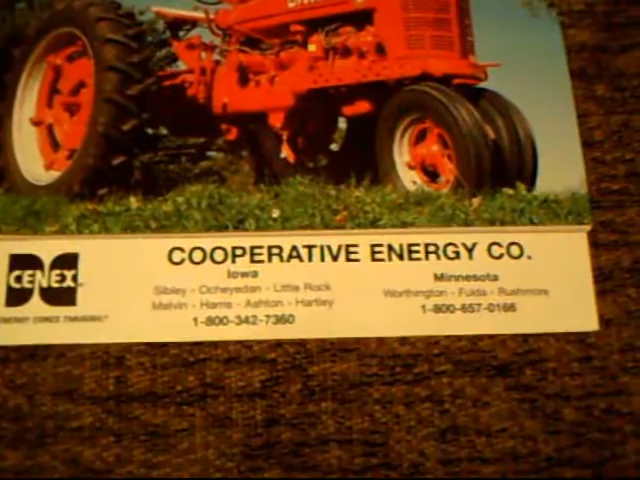 COOPERATIVE ENERGY CO.
CENEX
Iowa
Sibley - Ocheyedan - Little Rock
Melvin - Harris - Ashton - Hartley
1-800-342-7360
Minnesota
Worthington - Fulda - Rushmore
1-800-657-0166